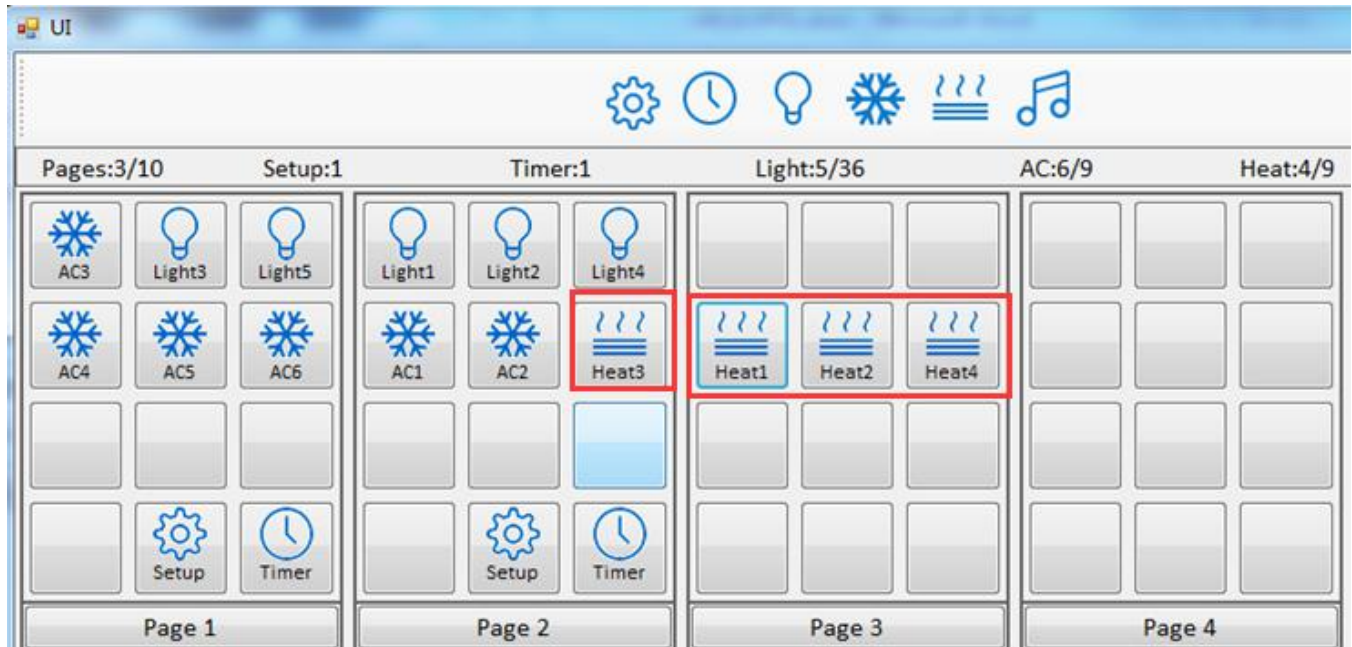 UI
Pages:3/10 Setup:1 Timer:1 Light:5/36 AC:6/9 Heat:4/9
AC3 Light3 Light5 Light1 Light2 Light4
AC4 AC5 AC6 AC1 AC2 Heat3 Heat1 Heat2 Heat4
Setup Timer Setup Timer
Page 1 Page 2 Page 3 Page 4